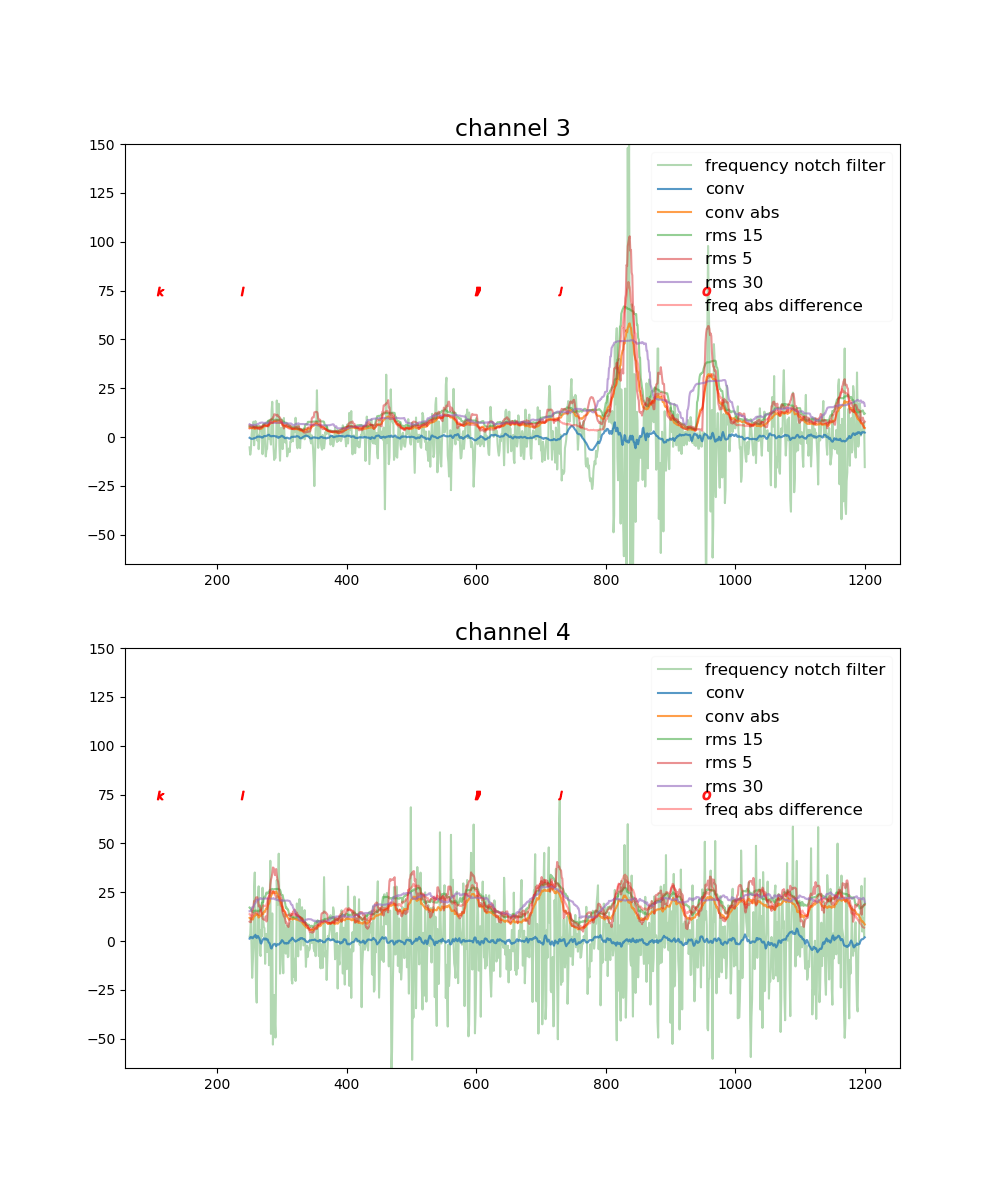 channel 3
150
125
100
75
50
25
0
−25
−50
frequency notch filter
conv
conv abs
rms 15
rms 5
rms 30
freq abs difference
k l J o
200 400 600 800 1000 1200
channel 4
150
125
100
75
50
25
0
−25
−50
frequency notch filter
conv
conv abs
rms 15
rms 5
rms 30
freq abs difference
k l J o
200 400 600 800 1000 1200